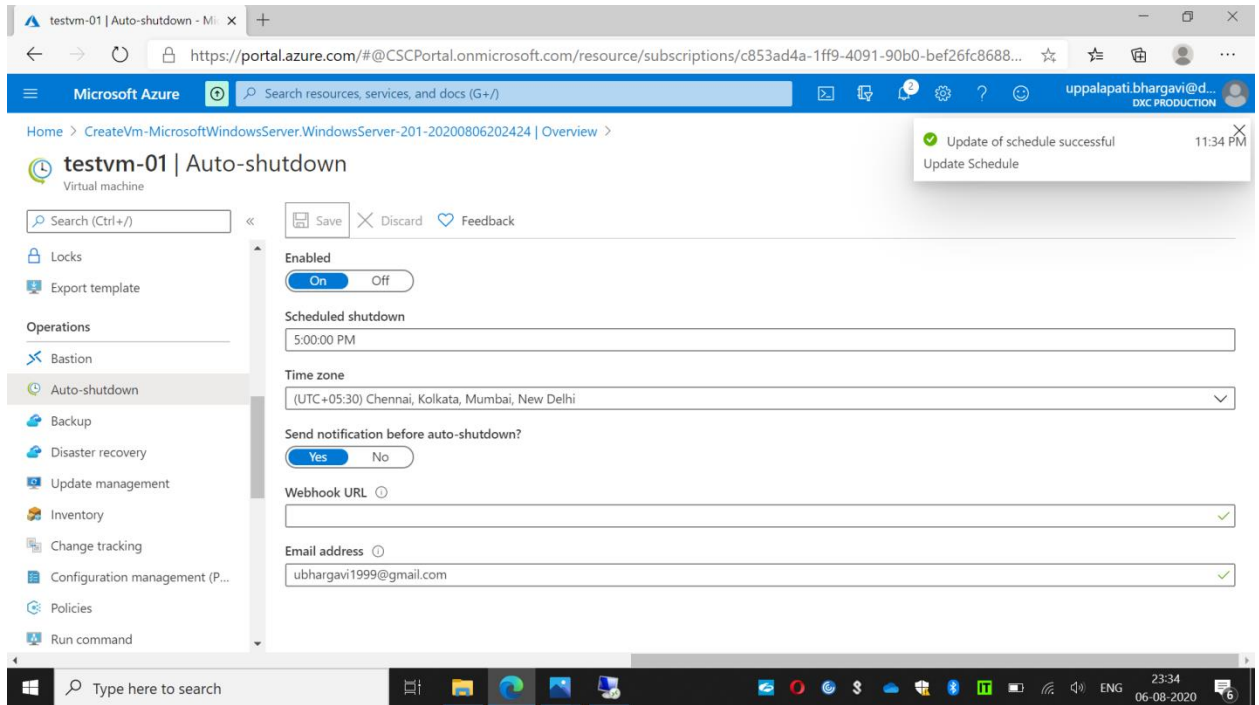 testvm-01 | Auto-shutdown - Mi
https://portal.azure.com/#@CSCPortal.onmicrosoft.com/resource/subscriptions/c853ad4a-1ff9-4091-90b0-bef26fc8688...
Microsoft Azure
Search resources, services, and docs (G+/)
2
uppalapati.bhargavi@d...
DXC PRODUCTION
Home > CreateVm-MicrosoftWindowsServer.WindowsServer-201-20200806202424 | Overview >
Update of schedule successful 11:34 PM
Update Schedule
testvm-01 | Auto-shutdown
Virtual machine
Search (Ctrl+/)
«
Save Discard Feedback
Locks
Export template
Operations
Bastion
Auto-shutdown
Backup
Disaster recovery
Update management
Inventory
Change tracking
Configuration management (P...
Policies
Run command
Enabled
On Off
Scheduled shutdown
5:00:00 PM
Time zone
(UTC+05:30) Chennai, Kolkata, Mumbai, New Delhi
Send notification before auto-shutdown?
Yes No
Webhook URL
Email address
ubhargavi1999@gmail.com
Type here to search
ENG
23:34
06-08-2020
6